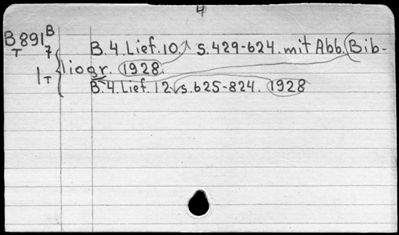 4
B891 B
T 7
B.4.Lief.10. s.429-624. mit Abb. Bib-
liogr. 1928.
1T B.4.Lief.12. s.625-824. 1928